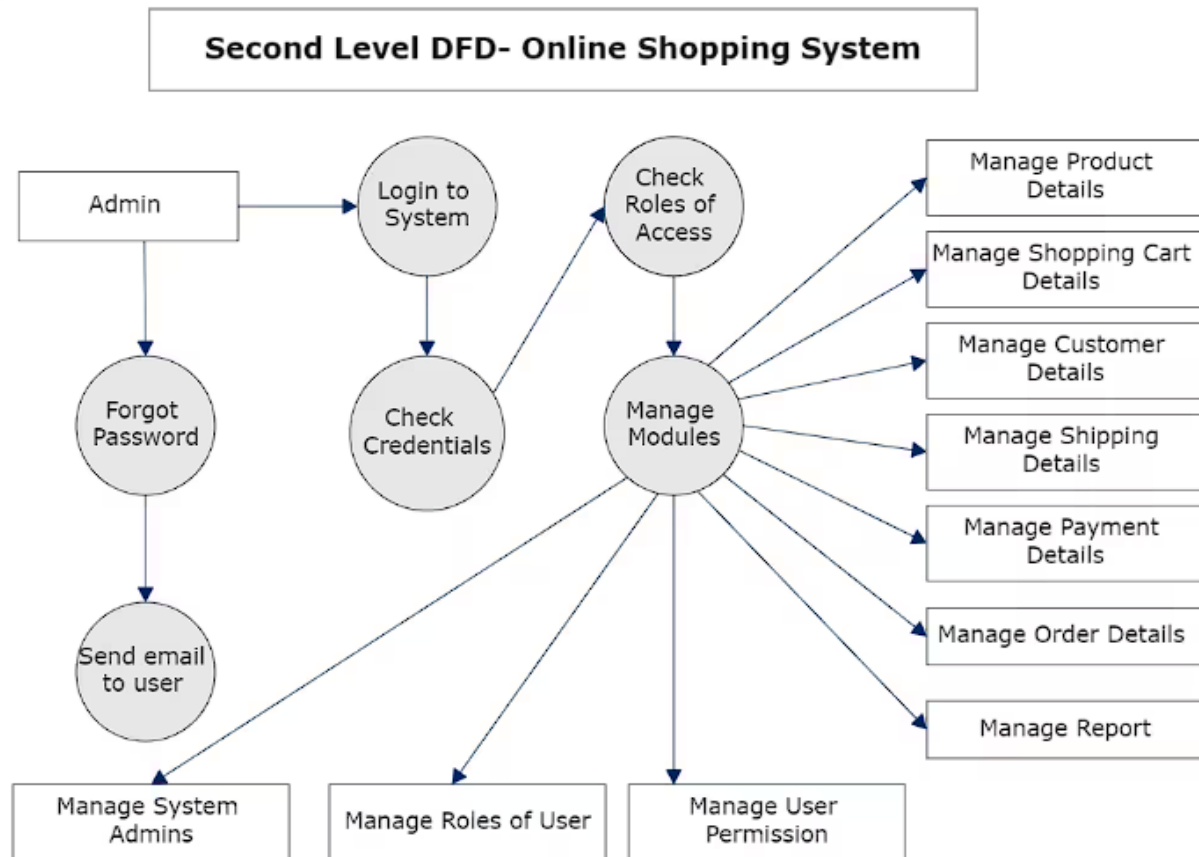 Second Level DFD- Online Shopping System
Admin
Login to
System
Check
Roles of
Access
Manage Product
Details
Manage Shopping Cart
Details
Manage Customer
Details
Forgot
Password
Check
Credentials
Manage
Modules
Manage Shipping
Details
Manage Payment
Details
Manage Order Details
Send email
to user
Manage Report
Manage System
Admins
Manage Roles of User
Manage User
Permission